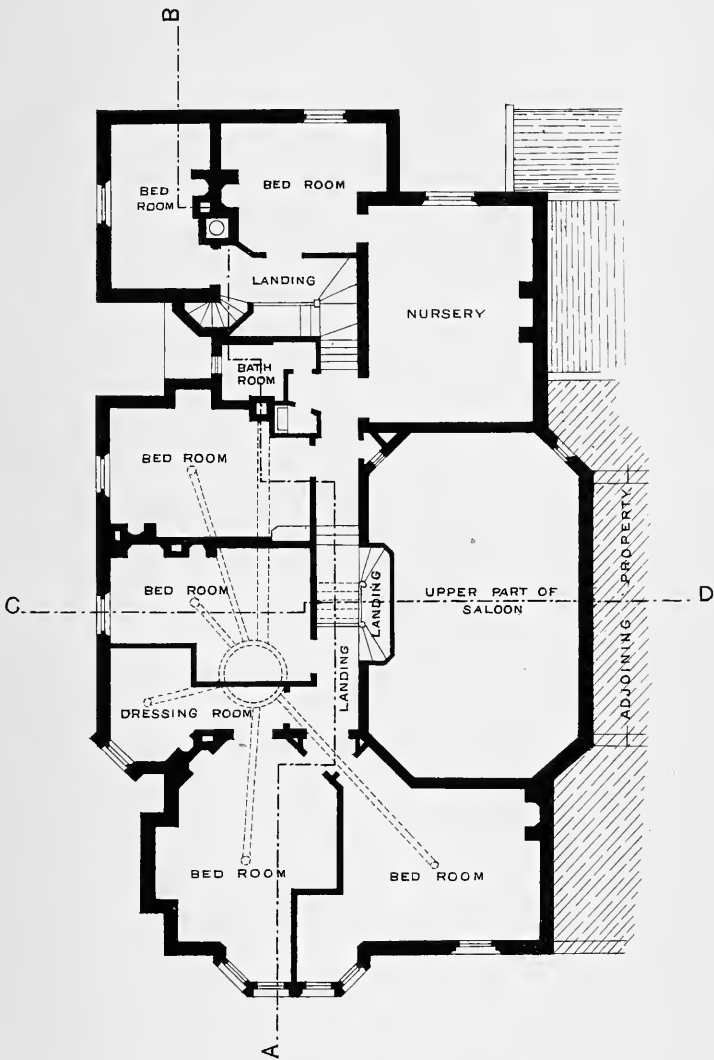 B
BED
ROOM
BED ROOM
LANDING
NURSERY
BATH
ROOM
BED ROOM
BED ROOM
C
UPPER PART OF
SALOON
D
LANDING
LANDING
ADJOINING PROPERTY
DRESSING ROOM
BED ROOM
BED ROOM
A